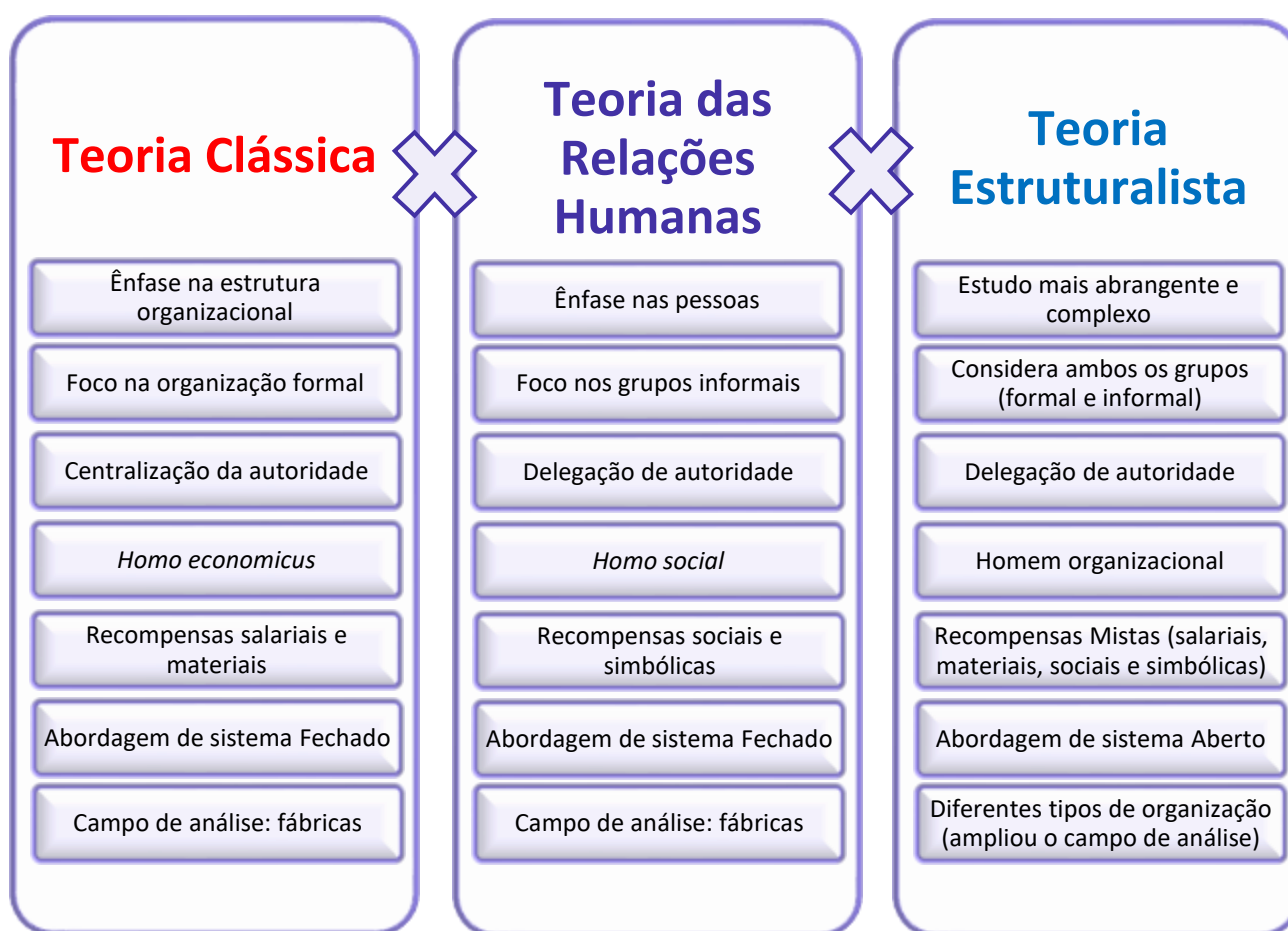 Teoria Clássica
Ênfase na estrutura
organizacional
Foco na organização formal
Centralização da autoridade
Homo economicus
Recompensas salariais e
materiais
Abordagem de sistema Fechado
Campo de análise: fábricas
Teoria das
Relações
Humanas
Ênfase nas pessoas
Foco nos grupos informais
Delegação de autoridade
Homo social
Recompensas sociais e
simbólicas
Abordagem de sistema Fechado
Campo de análise: fábricas
Teoria
Estruturalista
Estudo mais abrangente e
complexo
Considera ambos os grupos
(formal e informal)
Delegação de autoridade
Homem organizacional
Recompensas Mistas (salariais,
materiais, sociais e simbólicas)
Abordagem de sistema Aberto
Diferentes tipos de organização
(ampliou o campo de análise)